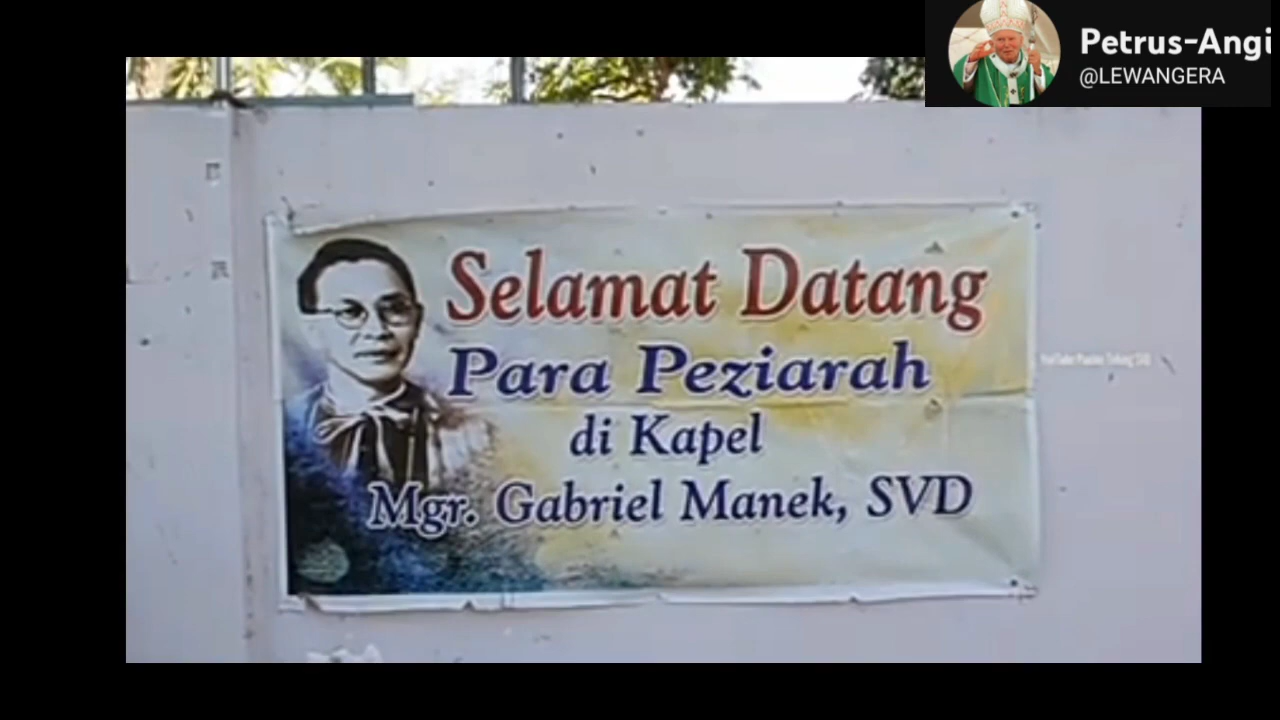 Petrus-Angi
@LEWANGERA
Selamat Datang
Para Peziarah
di Kapel
Mgr. Gabriel Manek, SVD